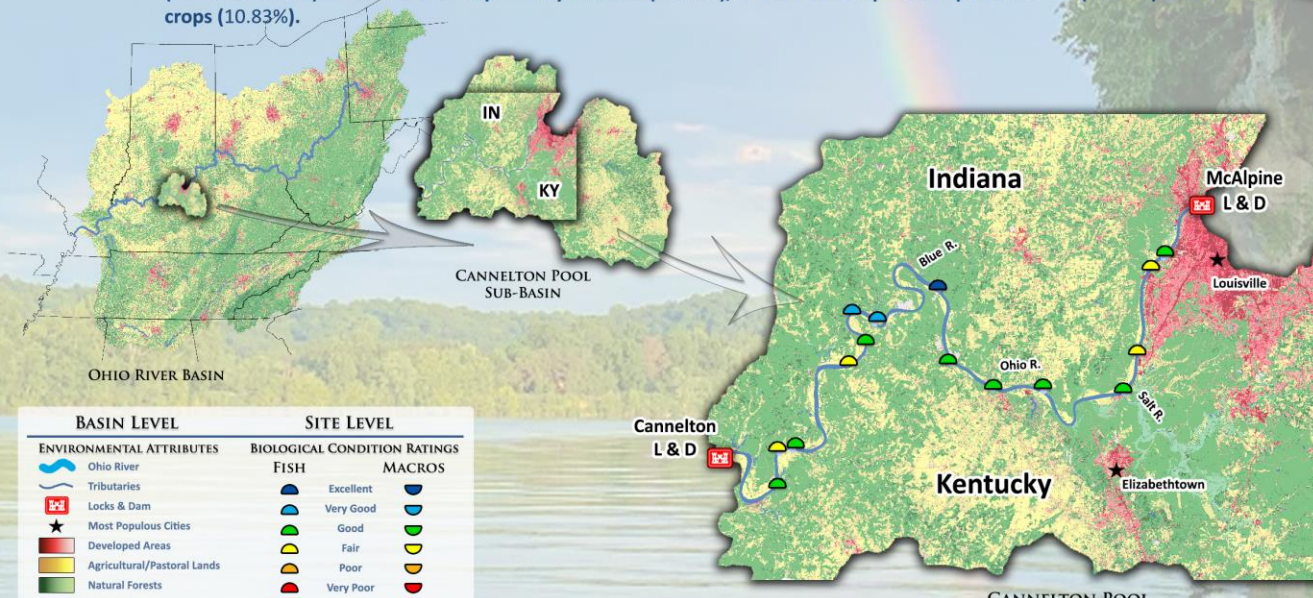 crops (10.83%).
IN
KY
CANNELTON POOL
SUB-BASIN
OHIO RIVER BASIN
Indiana
McAlpine
L & D
Blue R.
Louisville
Ohio R.
Salt R.
Cannelton
L & D
Kentucky
Elizabethtown
BASIN LEVEL
ENVIRONMENTAL ATTRIBUTES
Ohio River
Tributaries
Locks & Dam
Most Populous Cities
Developed Areas
Agricultural/Pastoral Lands
Natural Forests
SITE LEVEL
BIOLOGICAL CONDITION RATINGS
FISH MACROS
Excellent
Very Good
Good
Fair
Poor
Very Poor
CANNELTON POOL